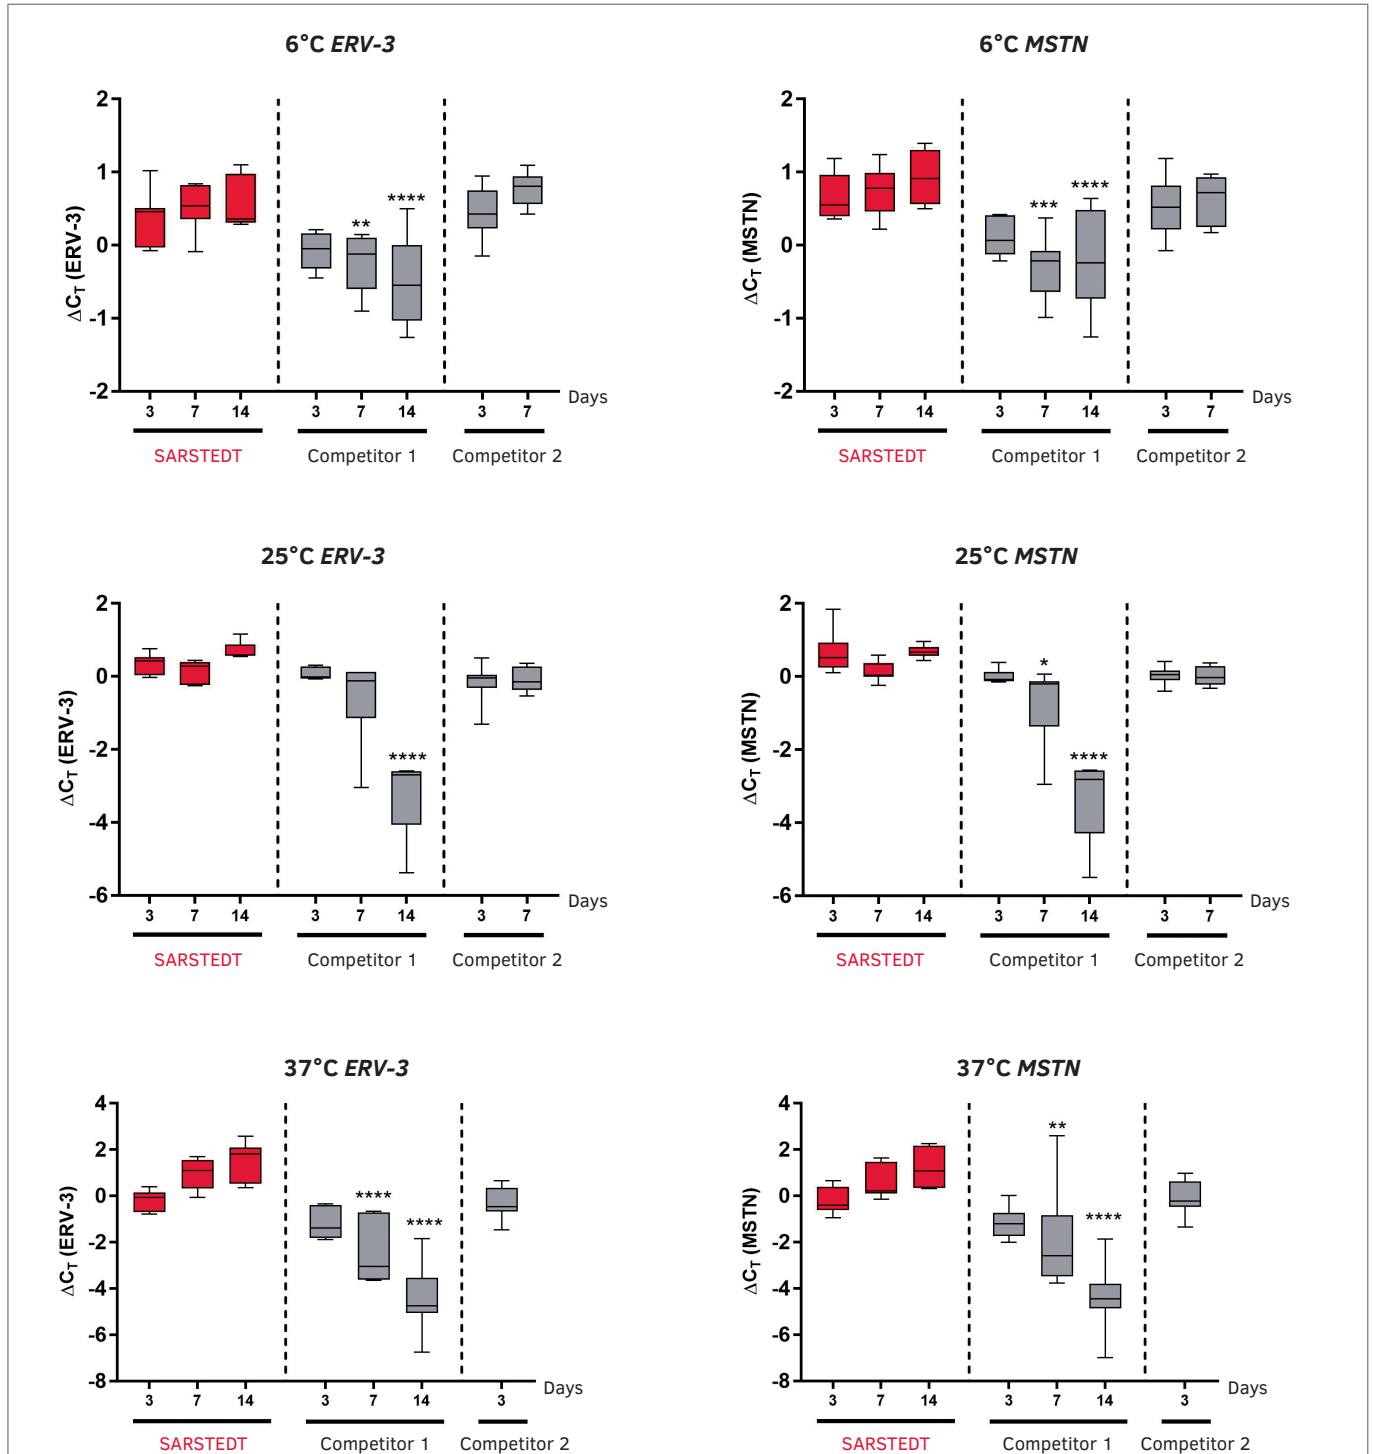 6°C ERV-3
6°C MSTN
2
1
0
-1
-2
ΔCT (ERV-3)
** ****
3 7 14 3 7 14 3 7 Days
SARSTEDT Competitor 1 Competitor 2
2
1
0
-1
-2
ΔCT (MSTN)
*** ****
3 7 14 3 7 14 3 7 Days
SARSTEDT Competitor 1 Competitor 2
25°C ERV-3
25°C MSTN
2
0
-2
-4
-6
ΔCT (ERV-3)
****
3 7 14 3 7 14 3 7 Days
SARSTEDT Competitor 1 Competitor 2
2
0
-2
-4
-6
ΔCT (MSTN)
* ****
3 7 14 3 7 14 3 7 Days
SARSTEDT Competitor 1 Competitor 2
37°C ERV-3
37°C MSTN
4
2
0
-2
-4
-6
-8
ΔCT (ERV-3)
**** ****
3 7 14 3 7 14 3 Days
SARSTEDT Competitor 1 Competitor 2
4
2
0
-2
-4
-6
-8
ΔCT (MSTN)
** ****
3 7 14 3 7 14 3 Days
SARSTEDT Competitor 1 Competitor 2